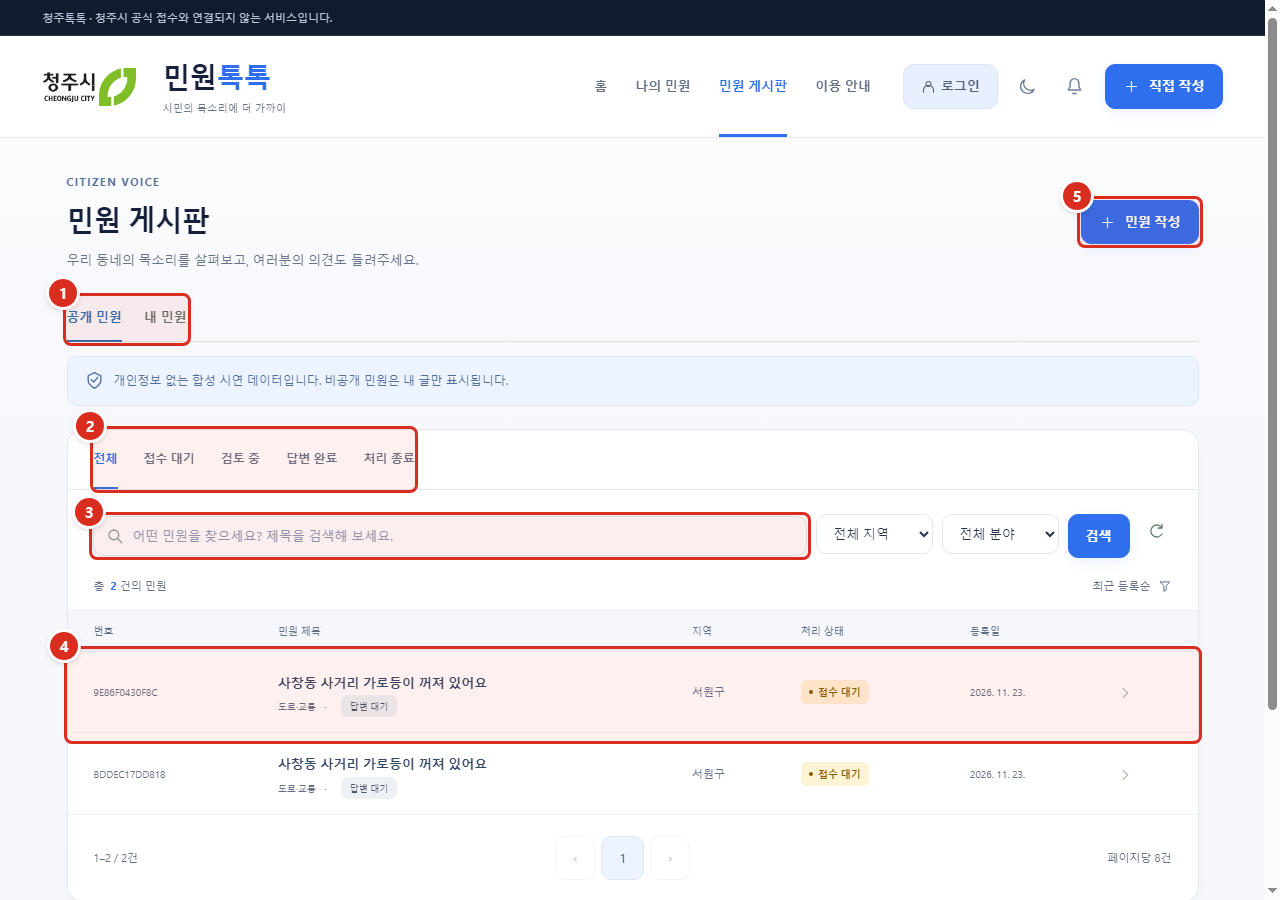 청주톡톡 · 청주시 공식 접수와 연결되지 않는 서비스입니다.
청주시
CHEONGJU CITY
민원톡톡
시민의 목소리에 더 가까이
홈 나의 민원 민원 게시판 이용 안내 로그인 직접 작성
CITIZEN VOICE
민원 게시판
우리 동네의 목소리를 살펴보고, 여러분의 의견도 들려주세요.
5
민원 작성
1
공개 민원 내 민원
개인정보 없는 합성 시연 데이터입니다. 비공개 민원은 내 글만 표시됩니다.
2
전체 접수 대기 검토 중 답변 완료 처리 종료
3
어떤 민원을 찾으세요? 제목을 검색해 보세요. 전체 지역 전체 분야 검색
총 2 건의 민원 최근 등록순
번호 민원 제목 지역 처리 상태 등록일
4
9E86F0430F8C 사창동 사거리 가로등이 꺼져 있어요 서원구 접수 대기 2026. 11. 23.
도로·교통 · 답변 대기
BDDEC17DD818 사창동 사거리 가로등이 꺼져 있어요 서원구 접수 대기 2026. 11. 23.
도로·교통 · 답변 대기
1–2 / 2건 ‹ 1 › 페이지당 8건